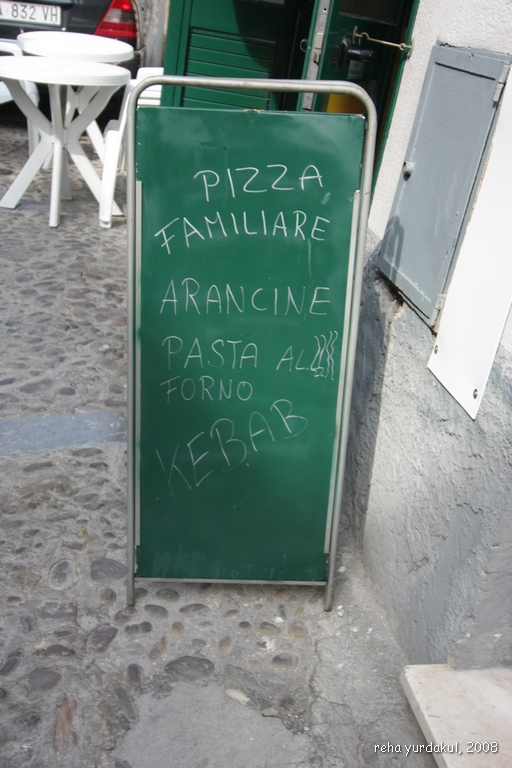 832 VH
PIZZA
FAMILIARE
ARANCINE
PASTA AL
FORNO
KEBAB
reha yurdakul, 2008